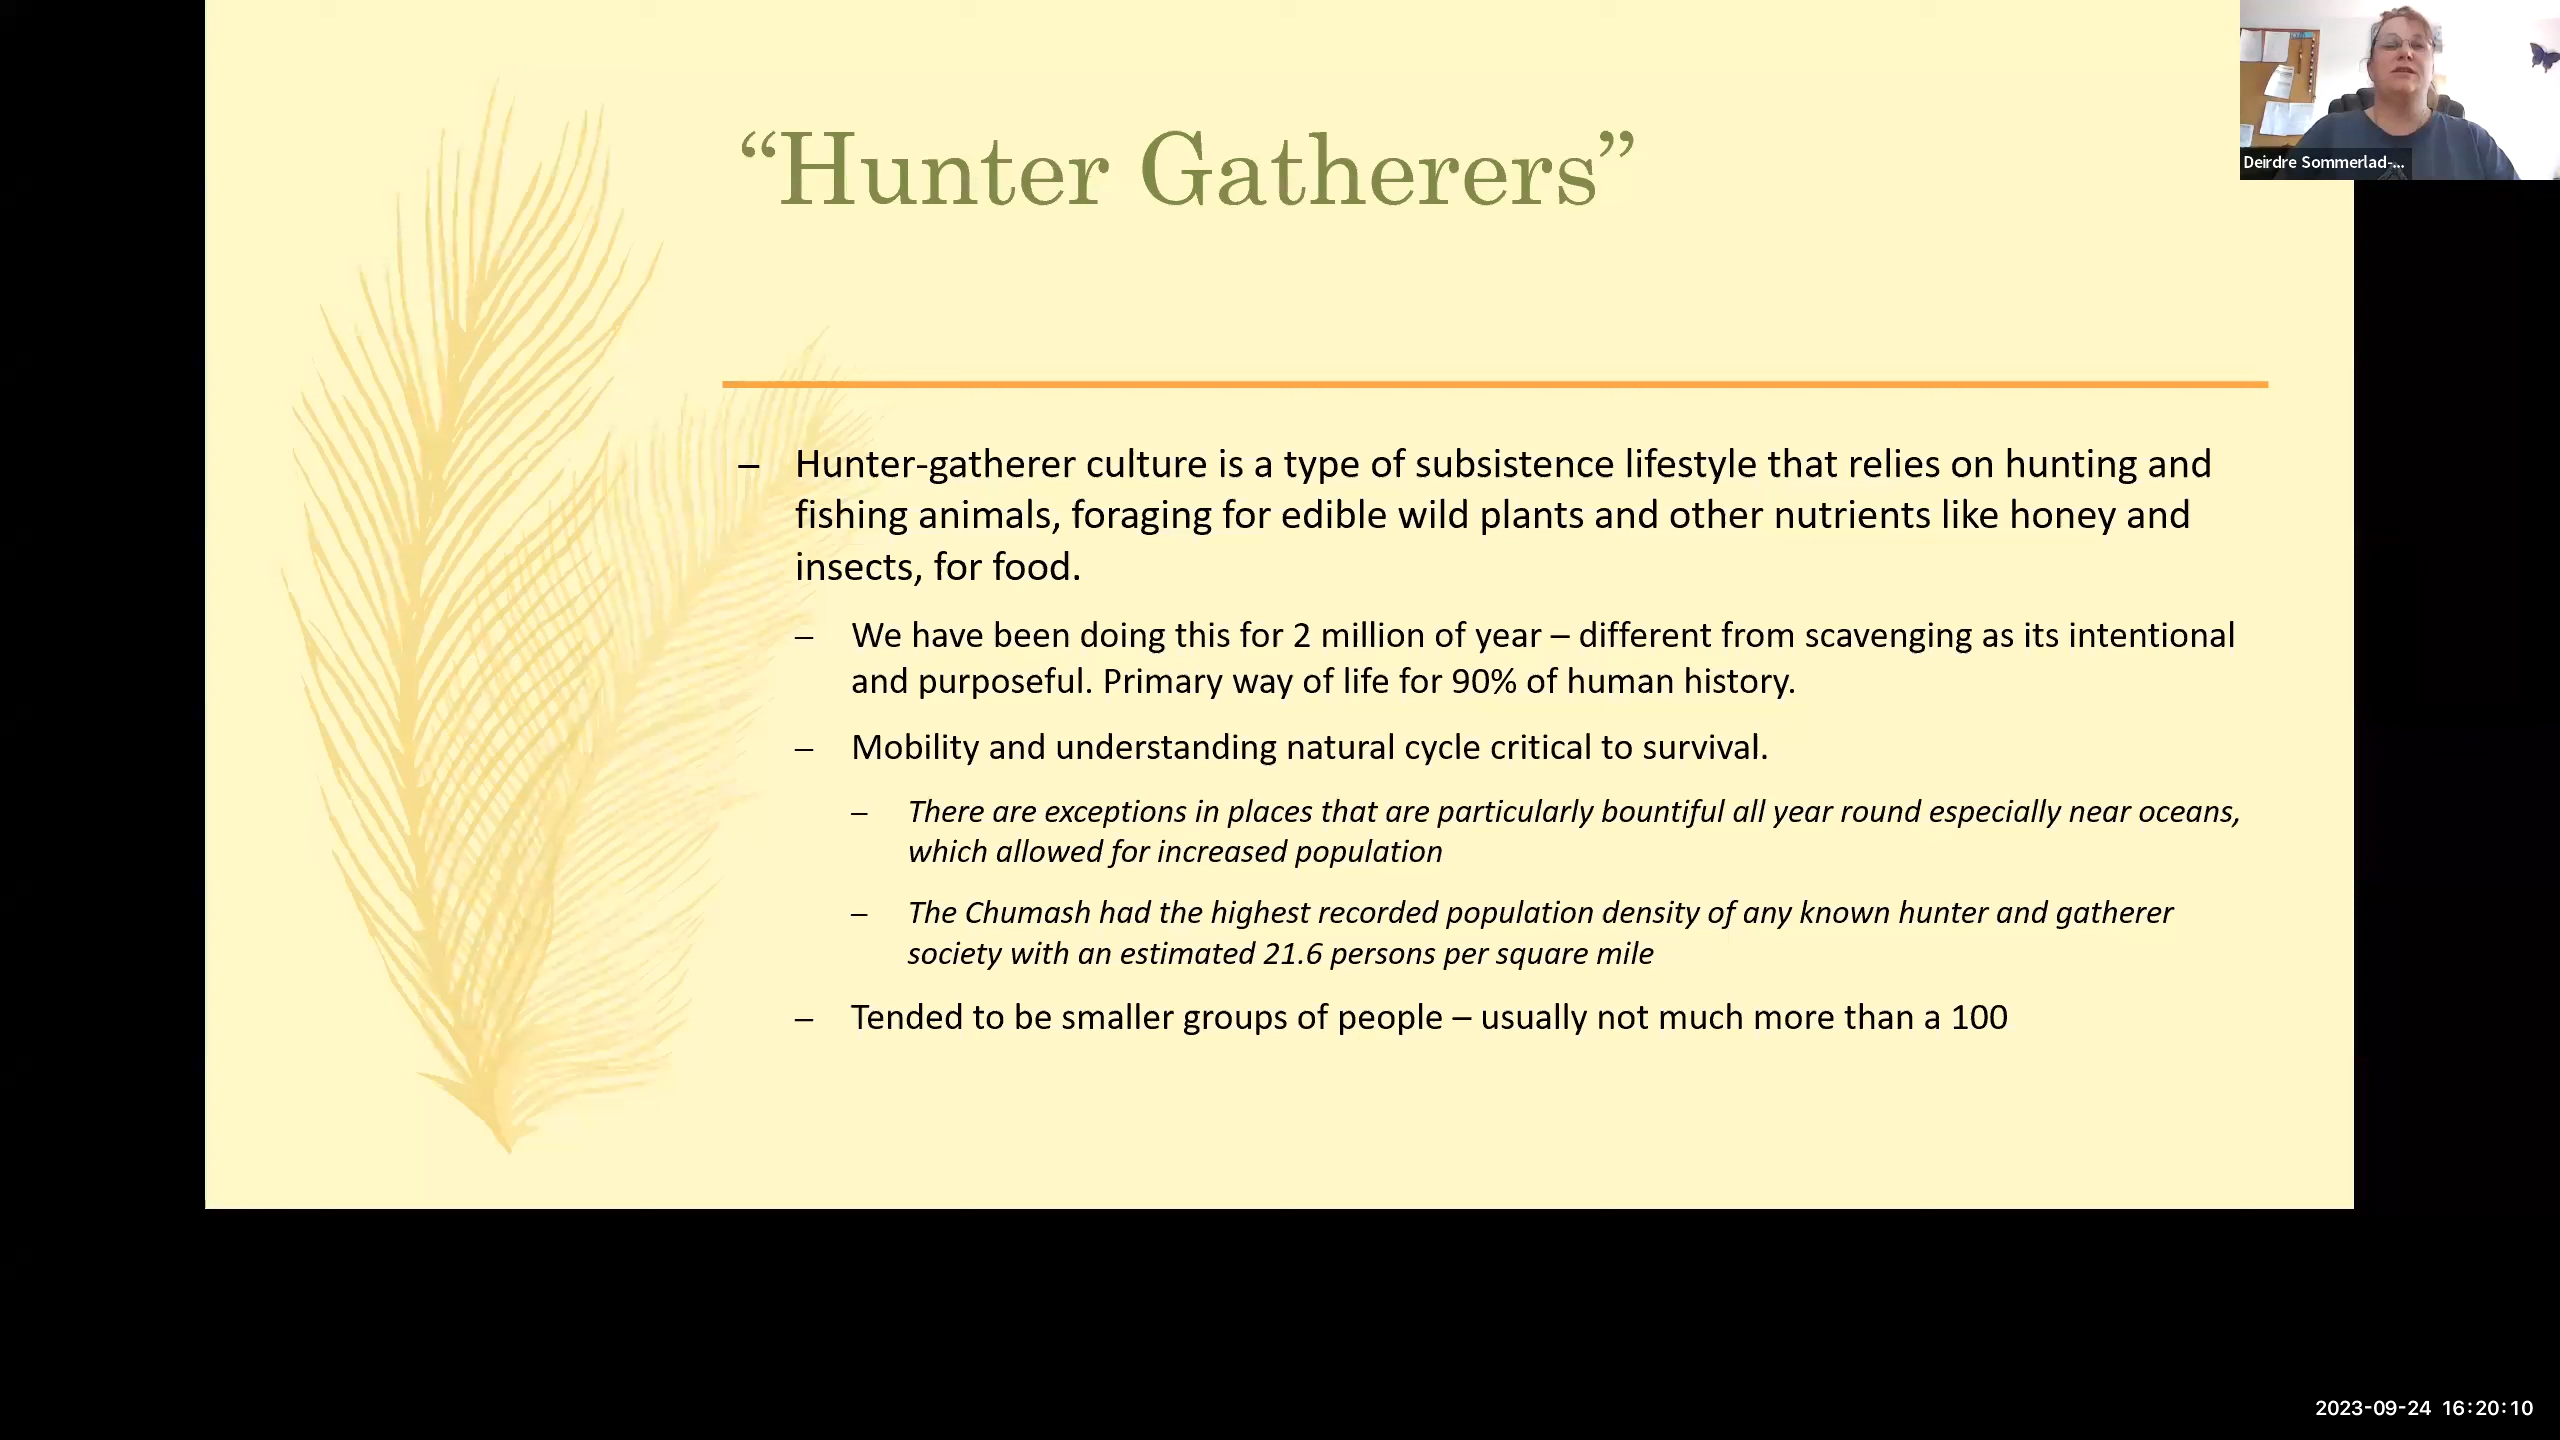 “Hunter Gatherers”
Deirdre Sommerlad-...
– Hunter-gatherer culture is a type of subsistence lifestyle that relies on hunting and
fishing animals, foraging for edible wild plants and other nutrients like honey and
insects, for food.
– We have been doing this for 2 million of year – different from scavenging as its intentional
and purposeful. Primary way of life for 90% of human history.
– Mobility and understanding natural cycle critical to survival.
– There are exceptions in places that are particularly bountiful all year round especially near oceans,
which allowed for increased population
– The Chumash had the highest recorded population density of any known hunter and gatherer
society with an estimated 21.6 persons per square mile
– Tended to be smaller groups of people – usually not much more than a 100
2023-09-24 16:20:10